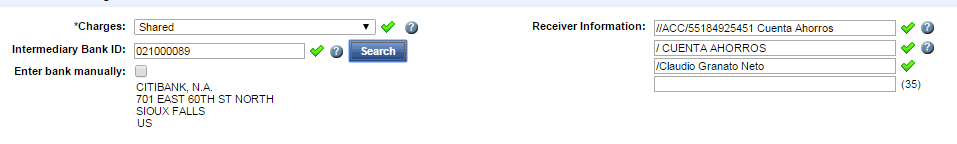 *Charges: Shared
Intermediary Bank ID: 021000089 Search
Enter bank manually:
CITIBANK, N.A.
701 EAST 60TH ST NORTH
SIOUX FALLS
US
Receiver Information: //ACC/55184925451 Cuenta Ahorros
/ CUENTA AHORROS
/Claudio Granato Neto
(35)